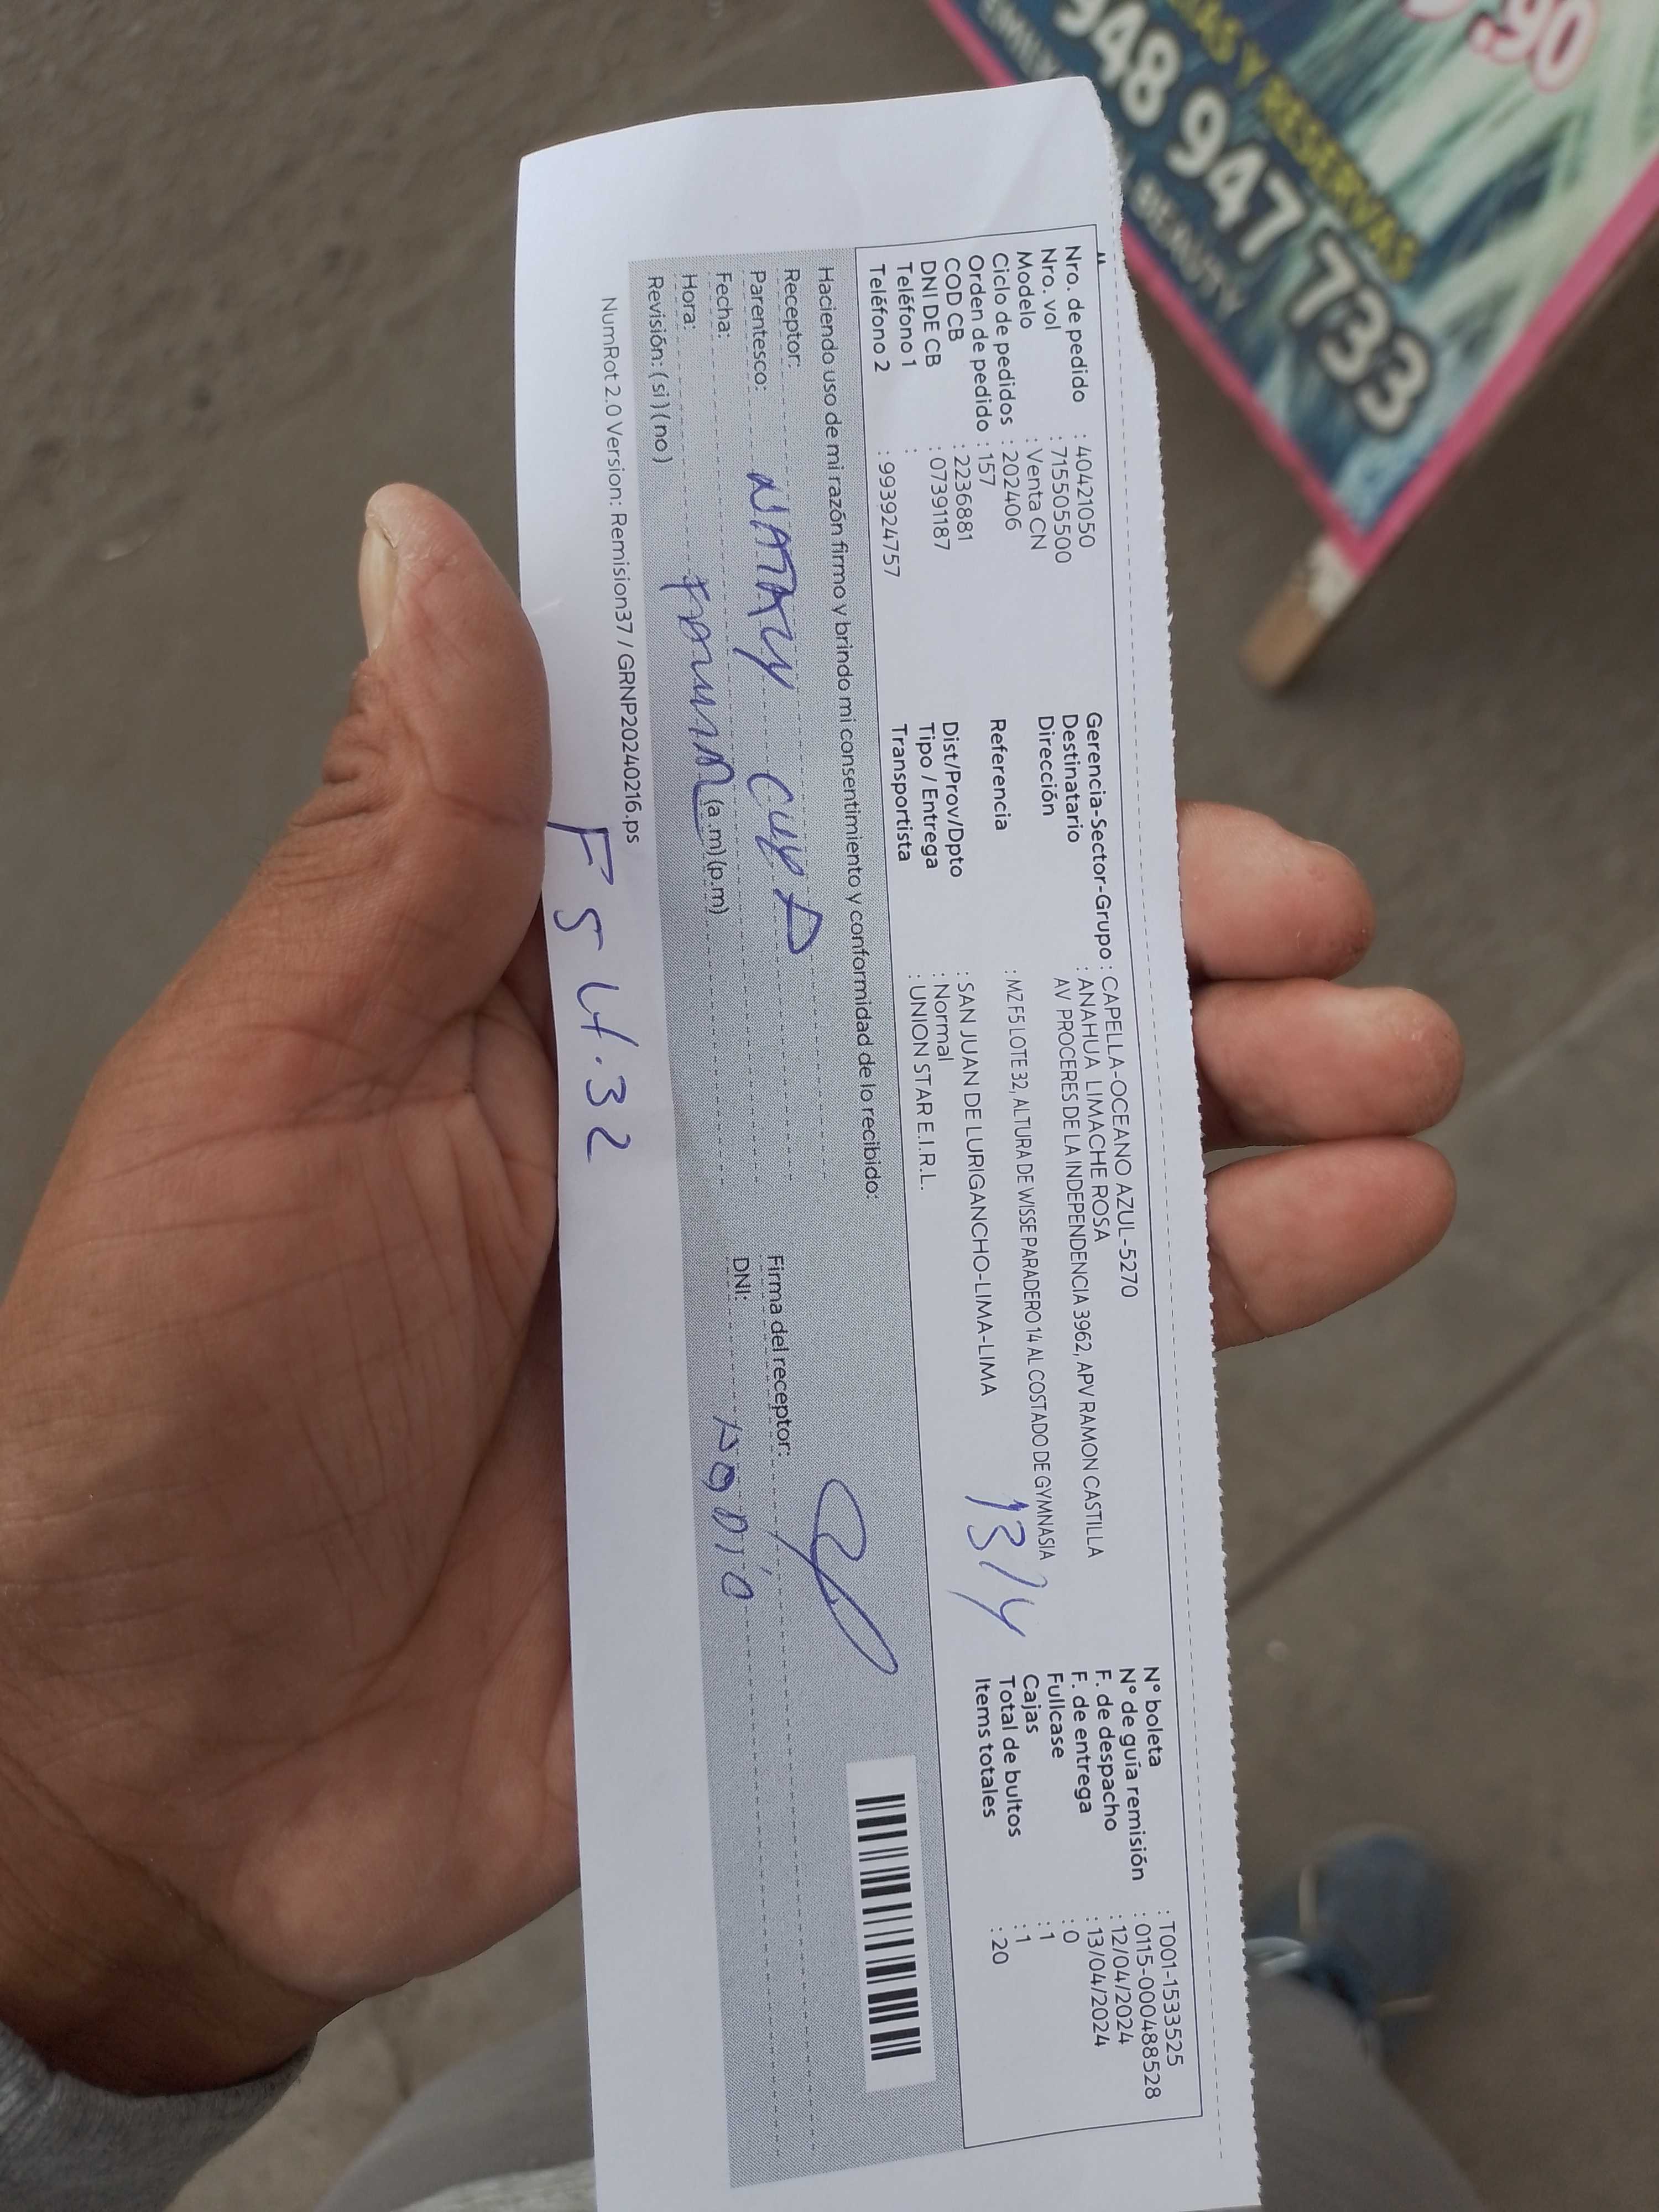 Nro. de pedido : 40421050
Nro. vol : 715505500
Modelo : Venta CN
Ciclo de pedidos : 202406
Orden de pedido : 157
COD CB : 2236881
DNI DE CB : 07391187
Teléfono 1 :
Teléfono 2 : 993924757
Gerencia-Sector-Grupo : CAPELLA-OCEANO AZUL-5270
Destinatario : ANAHUA LIMACHE ROSA
Dirección AV PROCERES DE LA INDEPENDENCIA 3962, APV RAMON CASTILLA
Referencia : MZ F5 LOTE 32, ALTURA DE WISSE PARADERO 14 AL COSTADO DE GYMNASIA
Dist/Prov/Dpto : SAN JUAN DE LURIGANCHO-LIMA-LIMA
Tipo / Entrega : Normal
Transportista : UNION STAR E.I.R.L.
13/4
N° boleta : T001-1533525
N° de guía remisión : 0115-0000488528
F. de despacho : 12/04/2024
F. de entrega : 13/04/2024
Fullcase : 0
Cajas : 1
Total de bultos : 1
Items totales : 20
Haciendo uso de mi razón firmo y brindo mi consentimiento y conformidad de lo recibido:
Receptor:
Parentesco:
Fecha:
Hora: (a.m) (p.m)
Revisión: ( si ) ( no )
Firma del receptor:
DNI:
NumRot 2.0 Version: Remision37 / GRNP20240216.ps
F5 Lt. 32
9.90
Y RESERVAS
948 947 733
BEAUTY